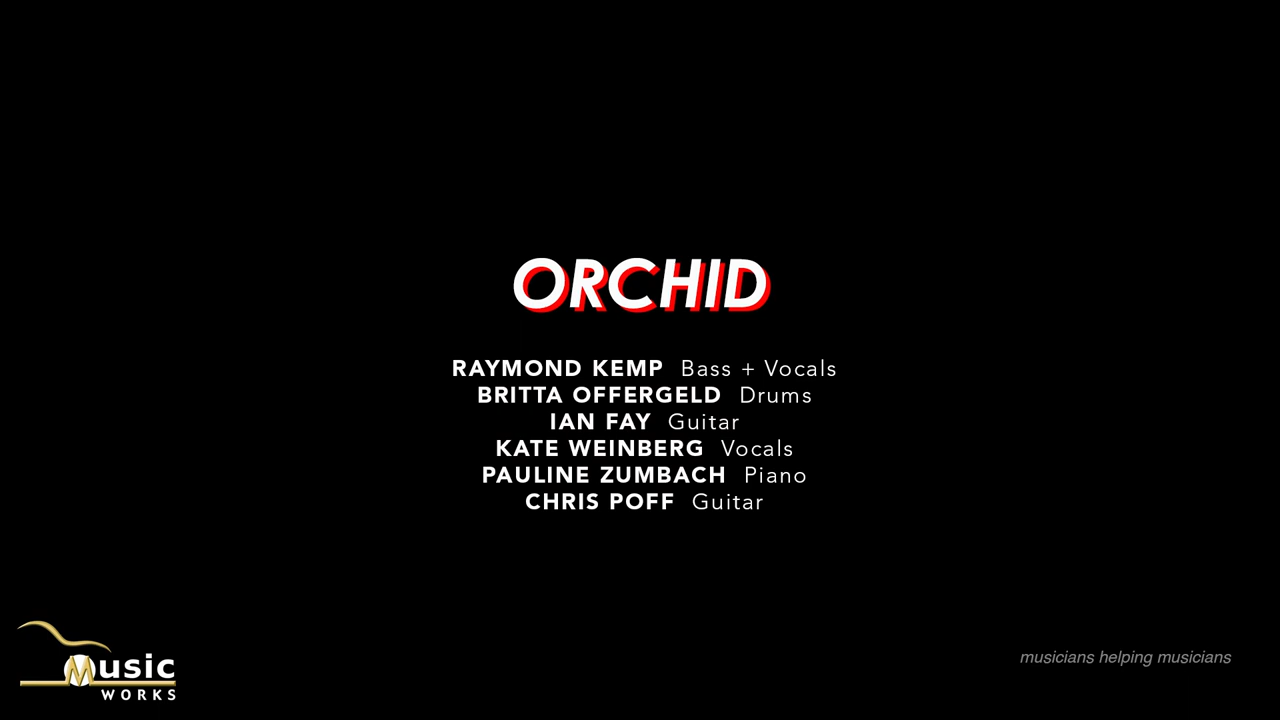 ORCHID
RAYMOND KEMP Bass + Vocals
BRITTA OFFERGELD Drums
IAN FAY Guitar
KATE WEINBERG Vocals
PAULINE ZUMBACH Piano
CHRIS POFF Guitar
Music
WORKS
musicians helping musicians